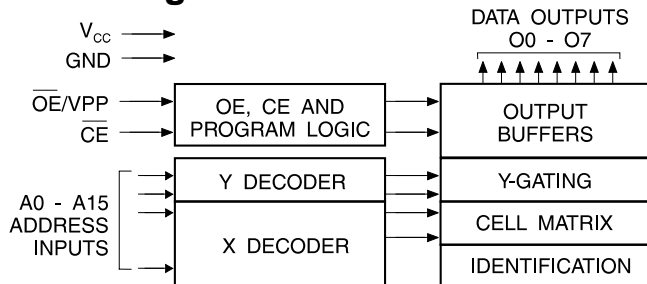 DATA OUTPUTS
O0 - O7
VCC
GND
OE/VPP
CE
OE, CE AND
PROGRAM LOGIC
OUTPUT
BUFFERS
A0 - A15
ADDRESS
INPUTS
Y DECODER
Y-GATING
X DECODER
CELL MATRIX
IDENTIFICATION